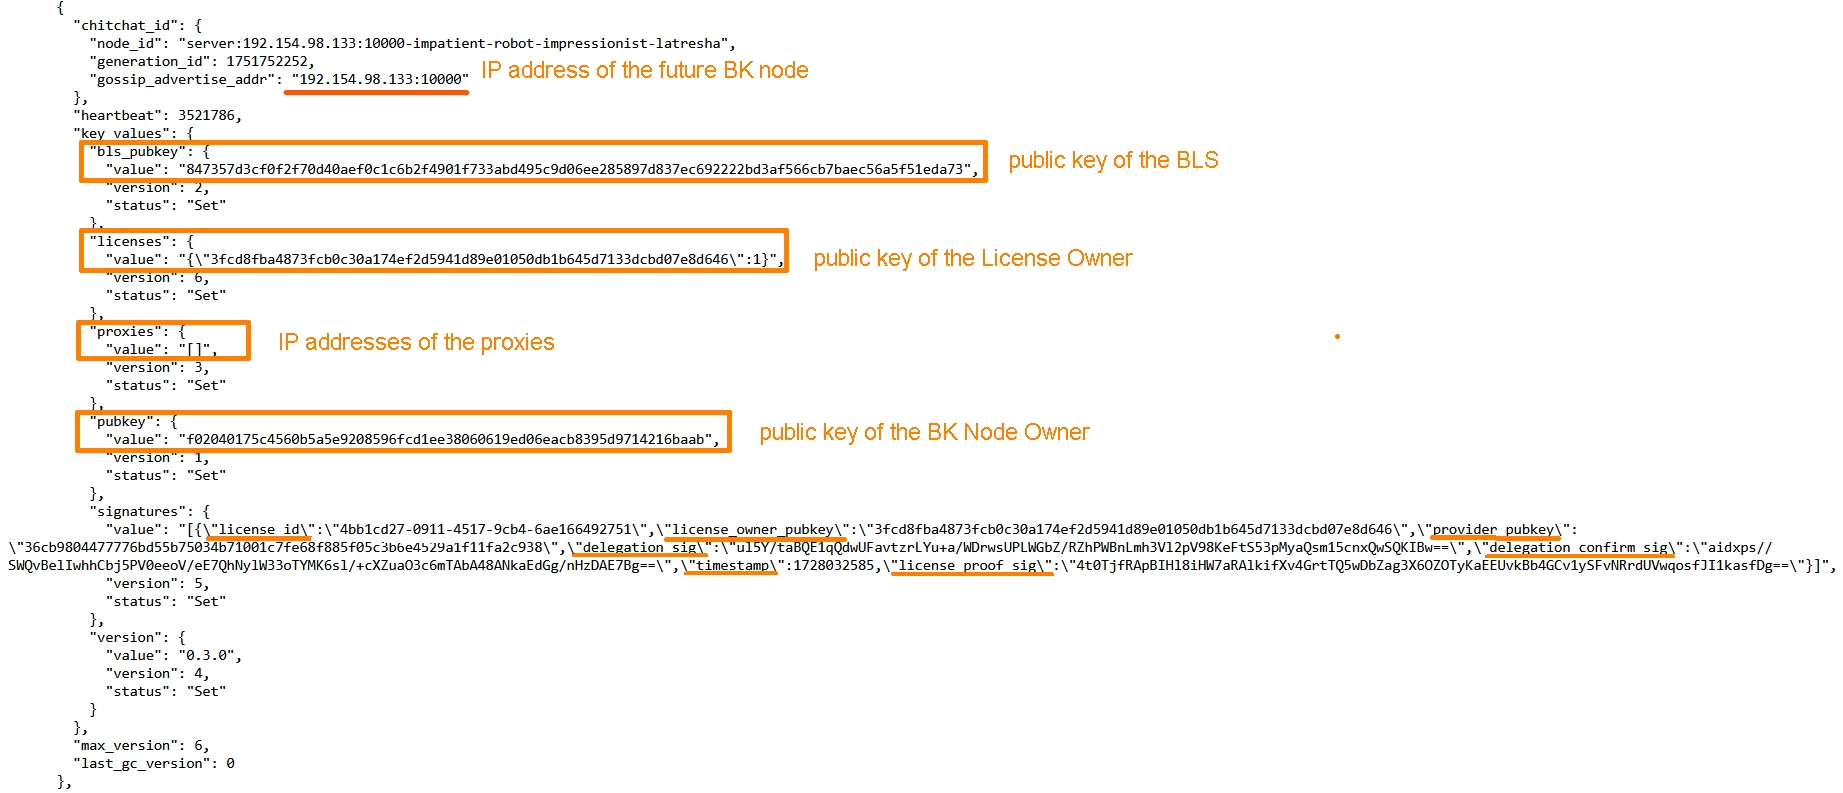 {
"chitchat_id": {
"node_id": "server:192.154.98.133:10000-impatient-robot-impressionist-latresha",
"generation_id": 1751752252,
"gossip_advertise_addr": "192.154.98.133:10000" IP address of the future BK node
},
"heartbeat": 3521786,
"key_values": {
"bls_pubkey": {
"value": "847357d3cf0f2f70d40aef0c1c6b2f4901f733abd495c9d06ee285897d837ec692222bd3af566cb7baec56a5f51eda73", public key of the BLS
"version": 2,
"status": "Set"
},
"licenses": {
"value": "{\"3fcd8fba4873fcb0c30a174ef2d5941d89e01050db1b645d7133dcbd07e8d646\":1}", public key of the License Owner
"version": 6,
"status": "Set"
},
"proxies": {
"value": "[]", IP addresses of the proxies
"version": 3,
"status": "Set"
},
"pubkey": {
"value": "f02040175c4560b5a5e9208596fcd1ee38060619ed06eacb8395d9714216baab", public key of the BK Node Owner
"version": 1,
"status": "Set"
},
"signatures": {
"value": "[{\"license_id\":\"4bb1cd27-0911-4517-9cb4-6ae166492751\",\"license_owner_pubkey\":\"3fcd8fba4873fcb0c30a174ef2d5941d89e01050db1b645d7133dcbd07e8d646\",\"provider_pubkey\":
\"36cb9804477776bd55b75034b71001c7fe68f885f05c3b6e4529a1f11fa2c938\",\"delegation_sig\":\"ul5Y/taBQE1qQdwUFavtzrLYu+a/WDrwsUPLWGbZ/RZhPWBnLmh3Vl2pV98KeFtS53pMyaQsm15cnxQwSQKIBw==\",\"delegation_confirm_sig\":\"aidxps//
SWQvBelIwhhCbj5PV0eeoV/eE7QhNylW33oTYMK6sl/+cXZuaO3c6mTAbA48ANkaEdGg/nHzDAE7Bg==\",\"timestamp\":1728032585,\"license_proof_sig\":\"4t0TjfRApBIHl8iHW7aRAlkifXv4GrtTQ5wDbZag3X6OZOTyKaEEUvkBb4GCv1ySFvNRrdUVwqosfJI1kasfDg==\"}]",
"version": 5,
"status": "Set"
},
"version": {
"value": "0.3.0",
"version": 4,
"status": "Set"
}
},
"max_version": 6,
"last_gc_version": 0
},